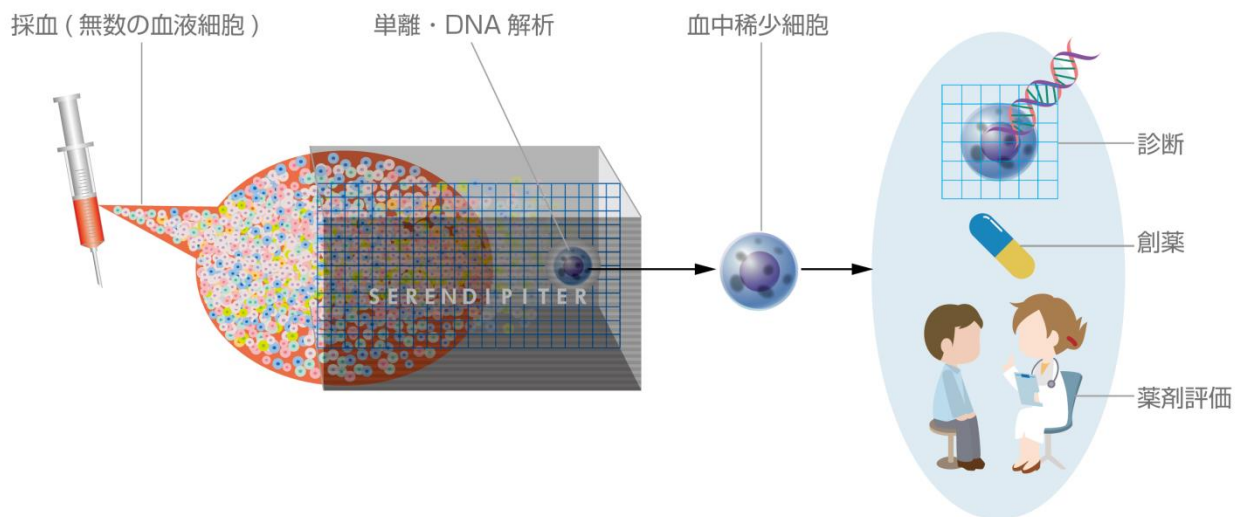 採血 ( 無数の血液細胞 )
単離・DNA 解析
血中稀少細胞
診断
SERENDIPITER
創薬
薬剤評価